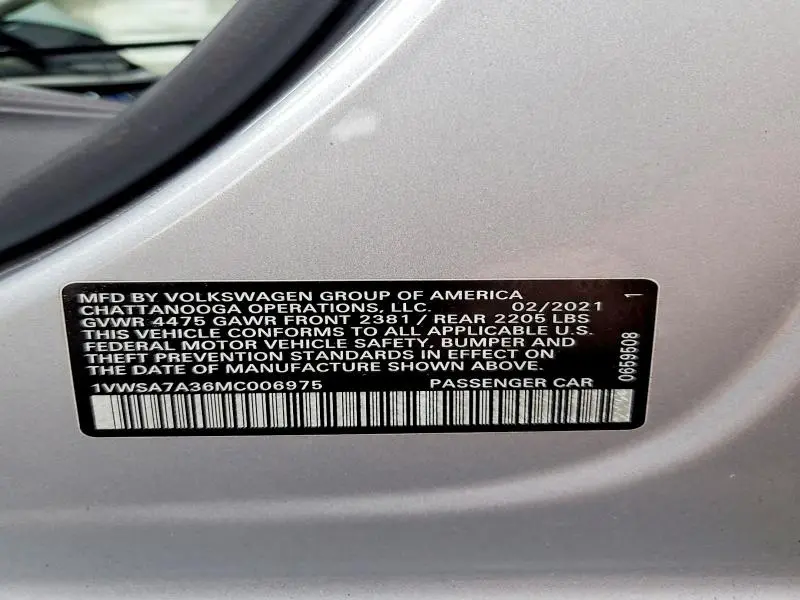 MFD BY VOLKSWAGEN GROUP OF AMERICA
CHATTANOOGA OPERATIONS, LLC. 02/2021
GVWR 4475 GAWR FRONT 2381 / REAR 2205 LBS
THIS VEHICLE CONFORMS TO ALL APPLICABLE U.S.
FEDERAL MOTOR VEHICLE SAFETY, BUMPER AND
THEFT PREVENTION STANDARDS IN EFFECT ON
THE DATE OF MANUFACTURE SHOWN ABOVE.
1VWSA7A36MC006975 PASSENGER CAR
0659508 1